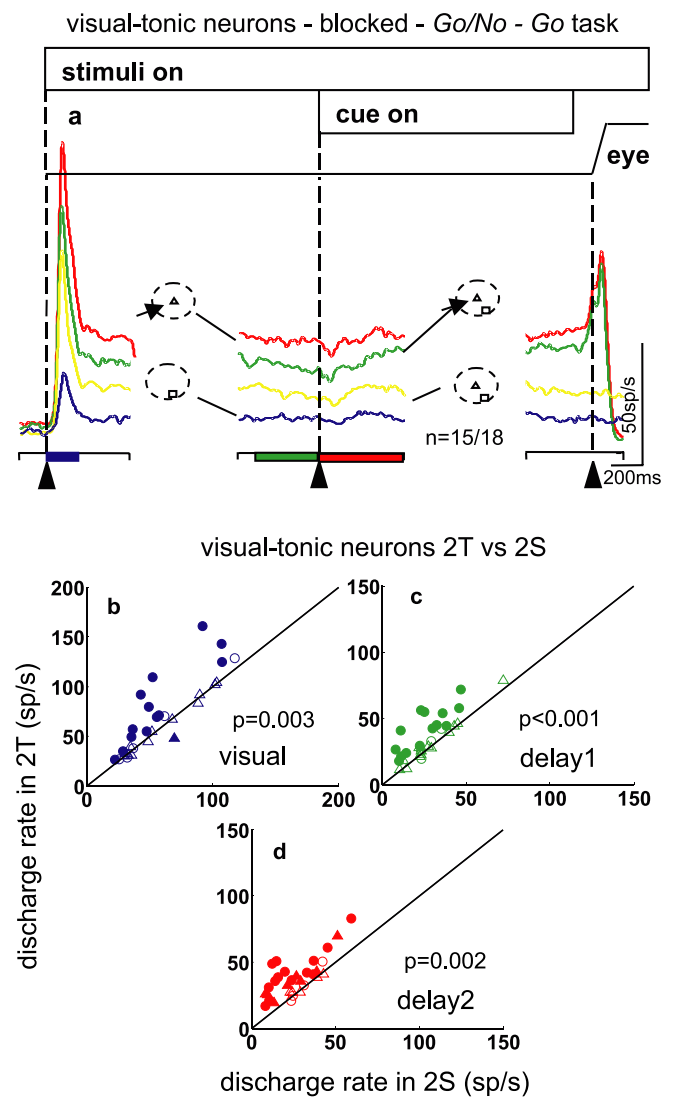 visual-tonic neurons - blocked - Go/No - Go task
stimuli on
a
cue on
eye
n=15/18
50sp/s
200ms
visual-tonic neurons 2T vs 2S
discharge rate in 2T (sp/s)
200
150
100
50
0
b
p=0.003
visual
0
100
200
150
100
50
0
c
p<0.001
delay1
0
50
100
150
150
100
50
0
d
p=0.002
delay2
0
50
100
150
discharge rate in 2S (sp/s)